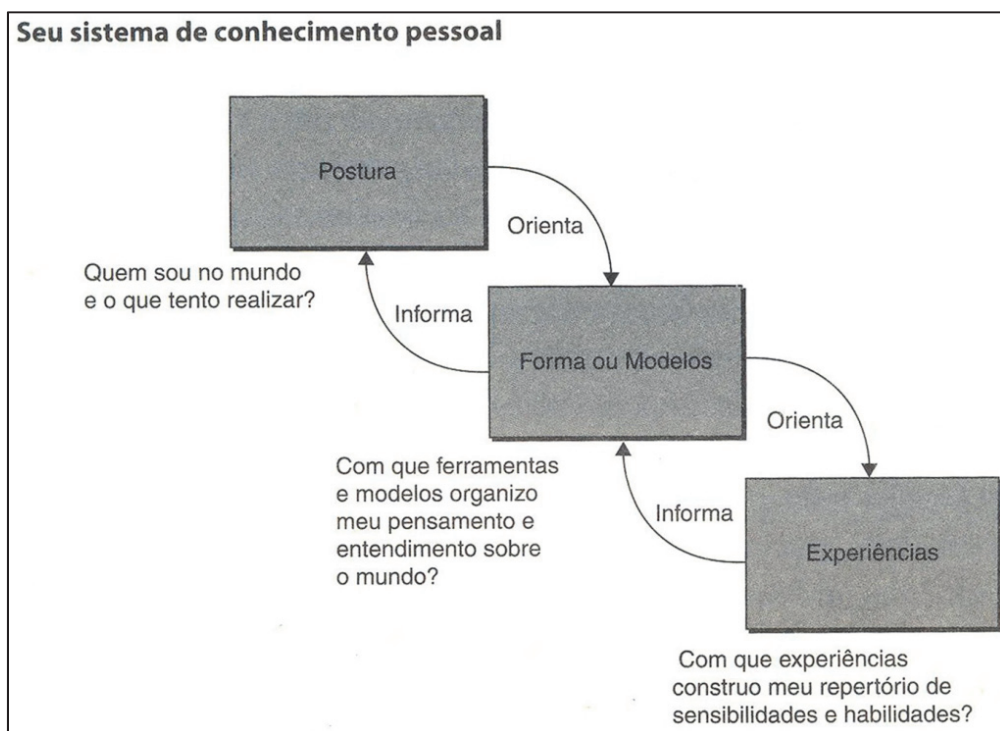 Seu sistema de conhecimento pessoal
Postura
Orienta
Quem sou no mundo
e o que tento realizar?
Informa
Forma ou Modelos
Orienta
Com que ferramentas
e modelos organizo
meu pensamento e
entendimento sobre
o mundo?
Informa
Experiências
Com que experiências
construo meu repertório de
sensibilidades e habilidades?